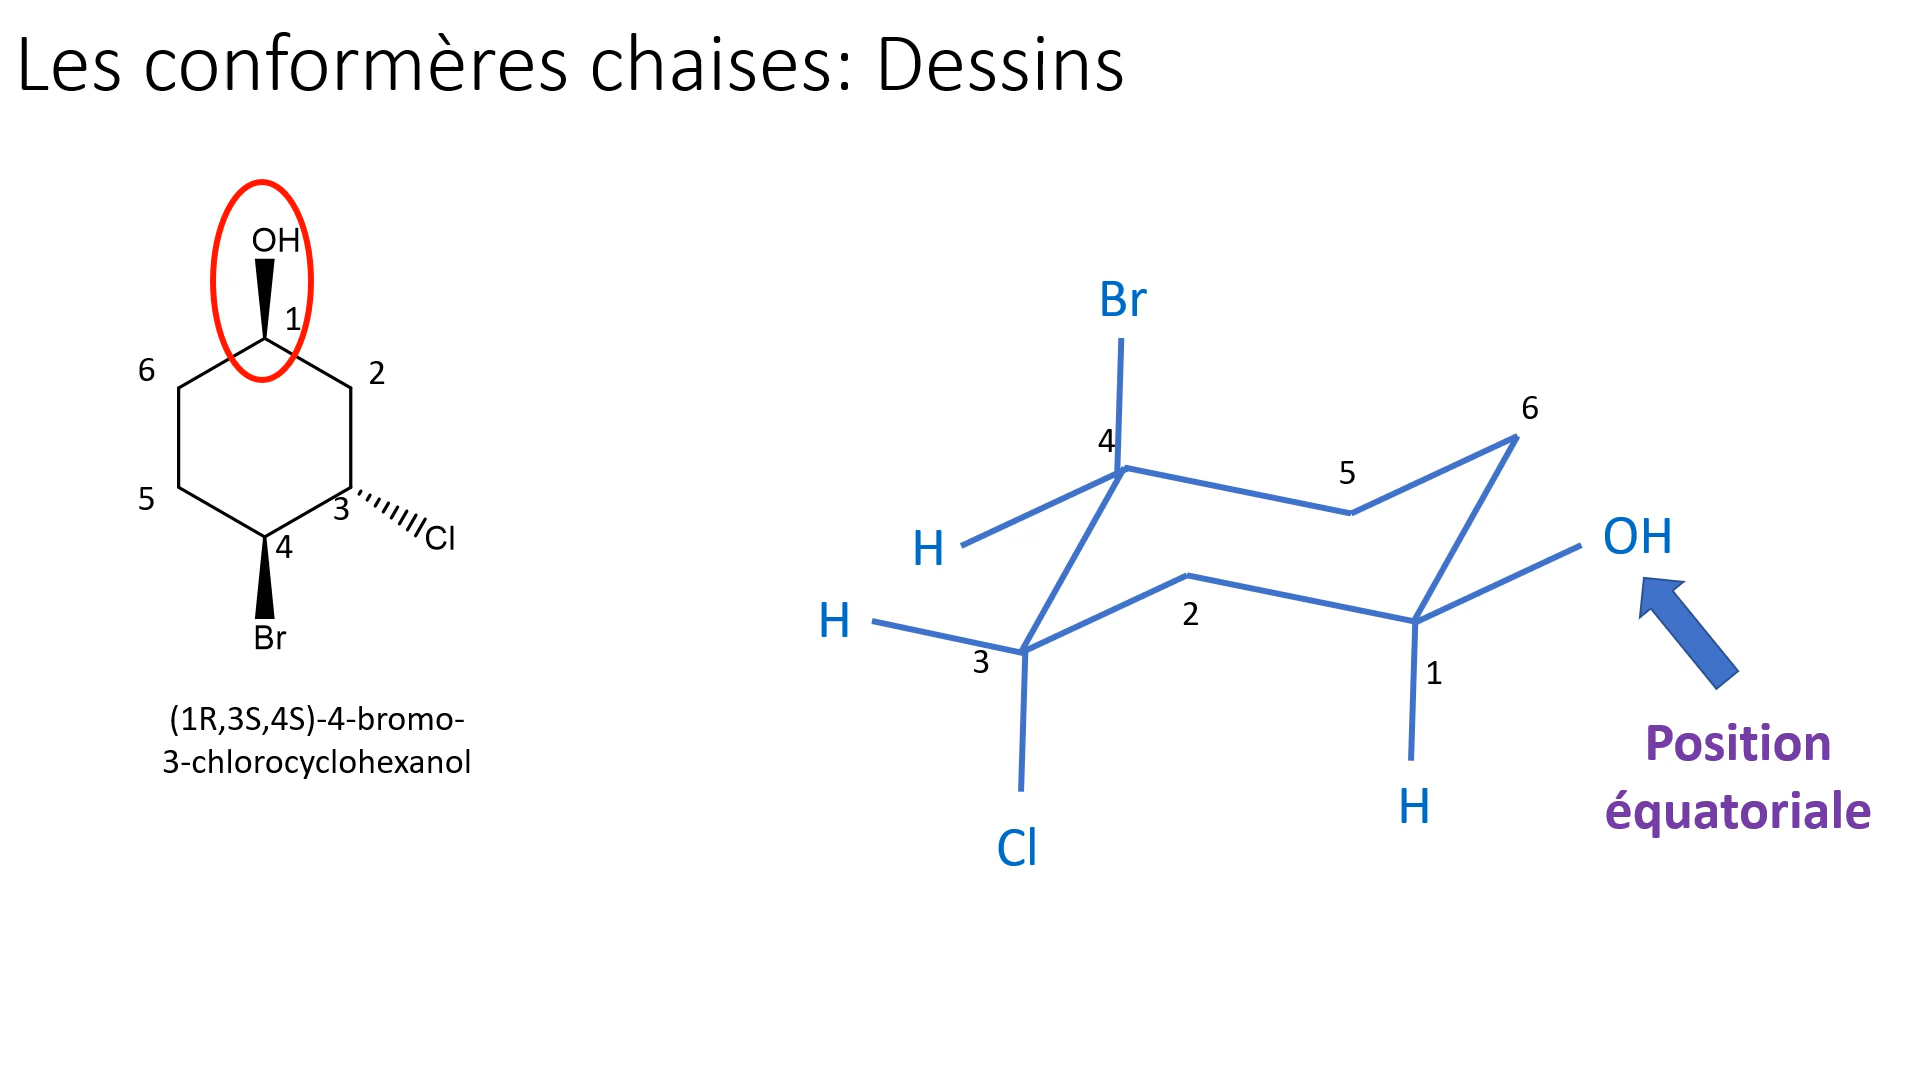 Les conformères chaises: Dessins
OH
1
6
2
5
3
Cl
4
Br
(1R,3S,4S)-4-bromo-
3-chlorocyclohexanol
Br
6
4
5
OH
H
H
2
3
1
Position
équatoriale
H
Cl